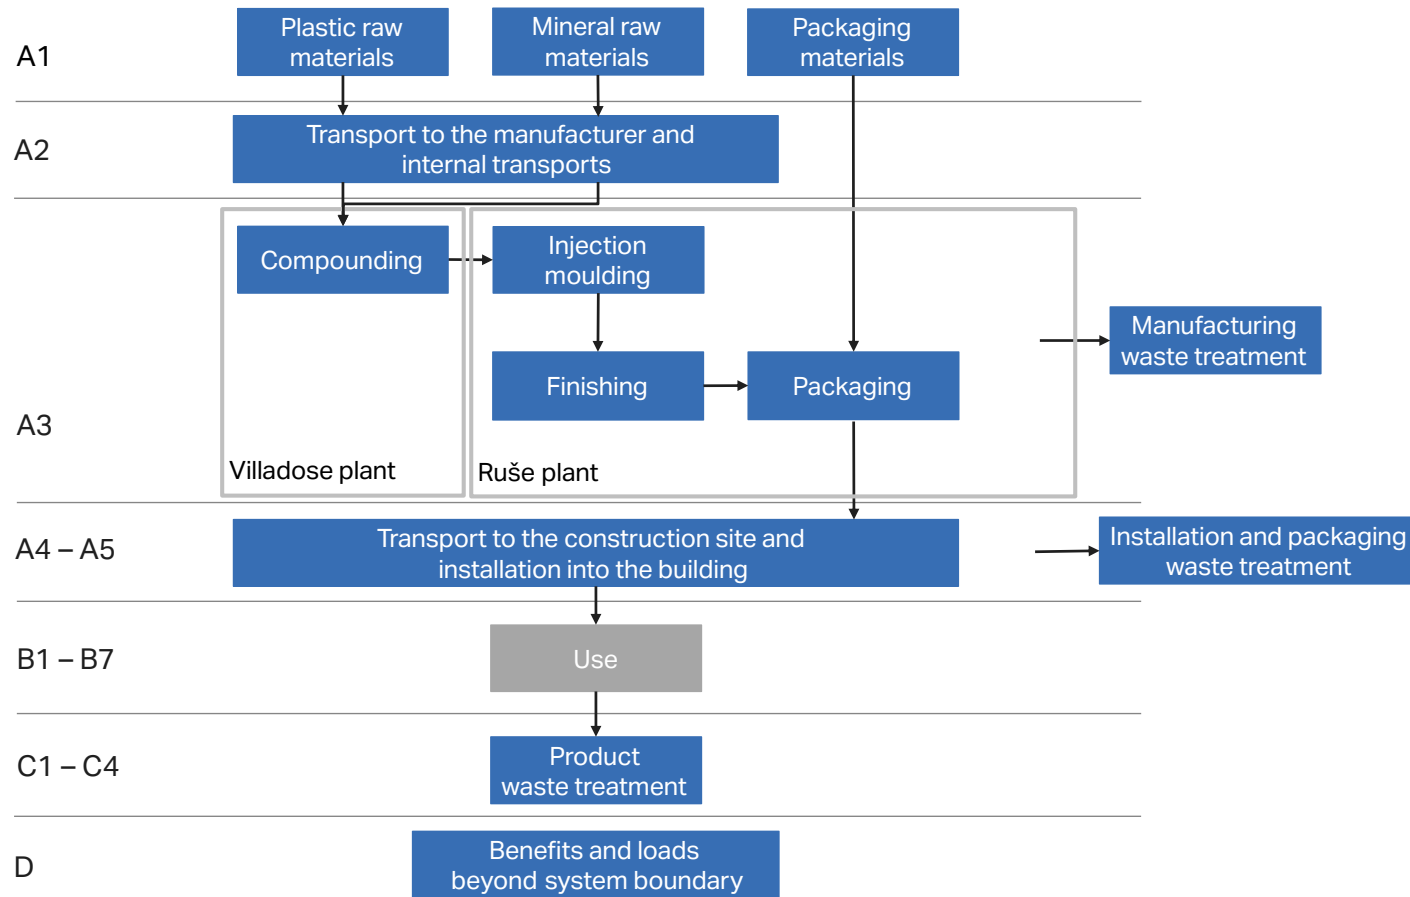 A1
Plastic raw
materials
Mineral raw
materials
Packaging
materials
A2
Transport to the manufacturer and
internal transports
A3
Compounding
Injection
moulding
Finishing
Packaging
Villadose plant
Ruše plant
Manufacturing
waste treatment
A4 – A5
Transport to the construction site and
installation into the building
Installation and packaging
waste treatment
B1 – B7
Use
C1 – C4
Product
waste treatment
D
Benefits and loads
beyond system boundary